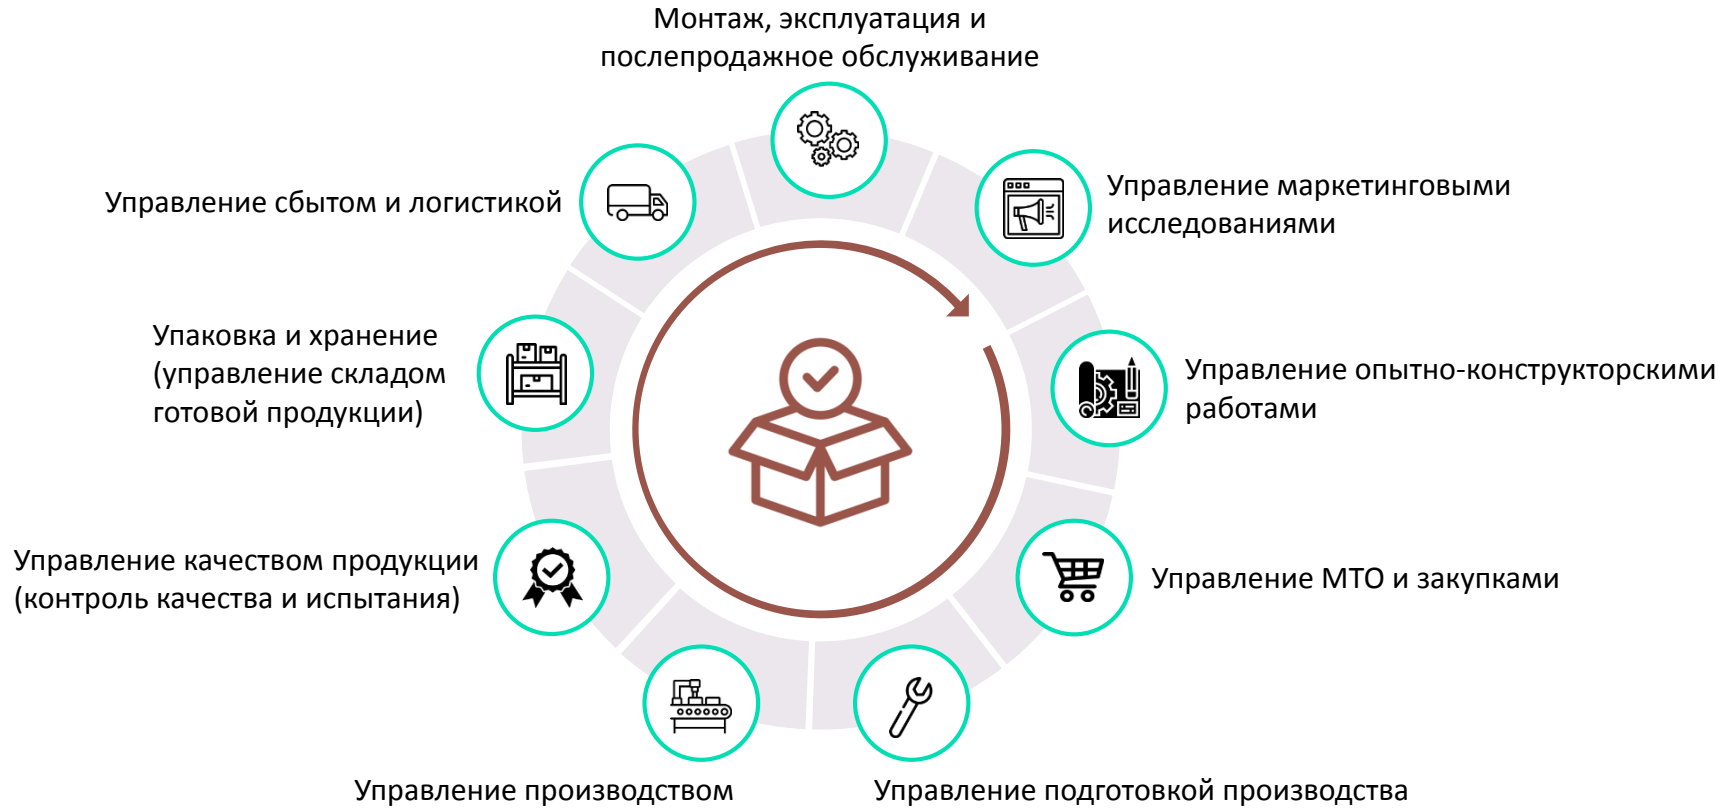 Монтаж, эксплуатация и
послепродажное обслуживание
Управление маркетинговыми
исследованиями
Управление опытно-конструкторскими
работами
Управление МТО и закупками
Управление подготовкой производства
Управление производством
Управление качеством продукции
(контроль качества и испытания)
Упаковка и хранение
(управление складом
готовой продукции)
Управление сбытом и логистикой